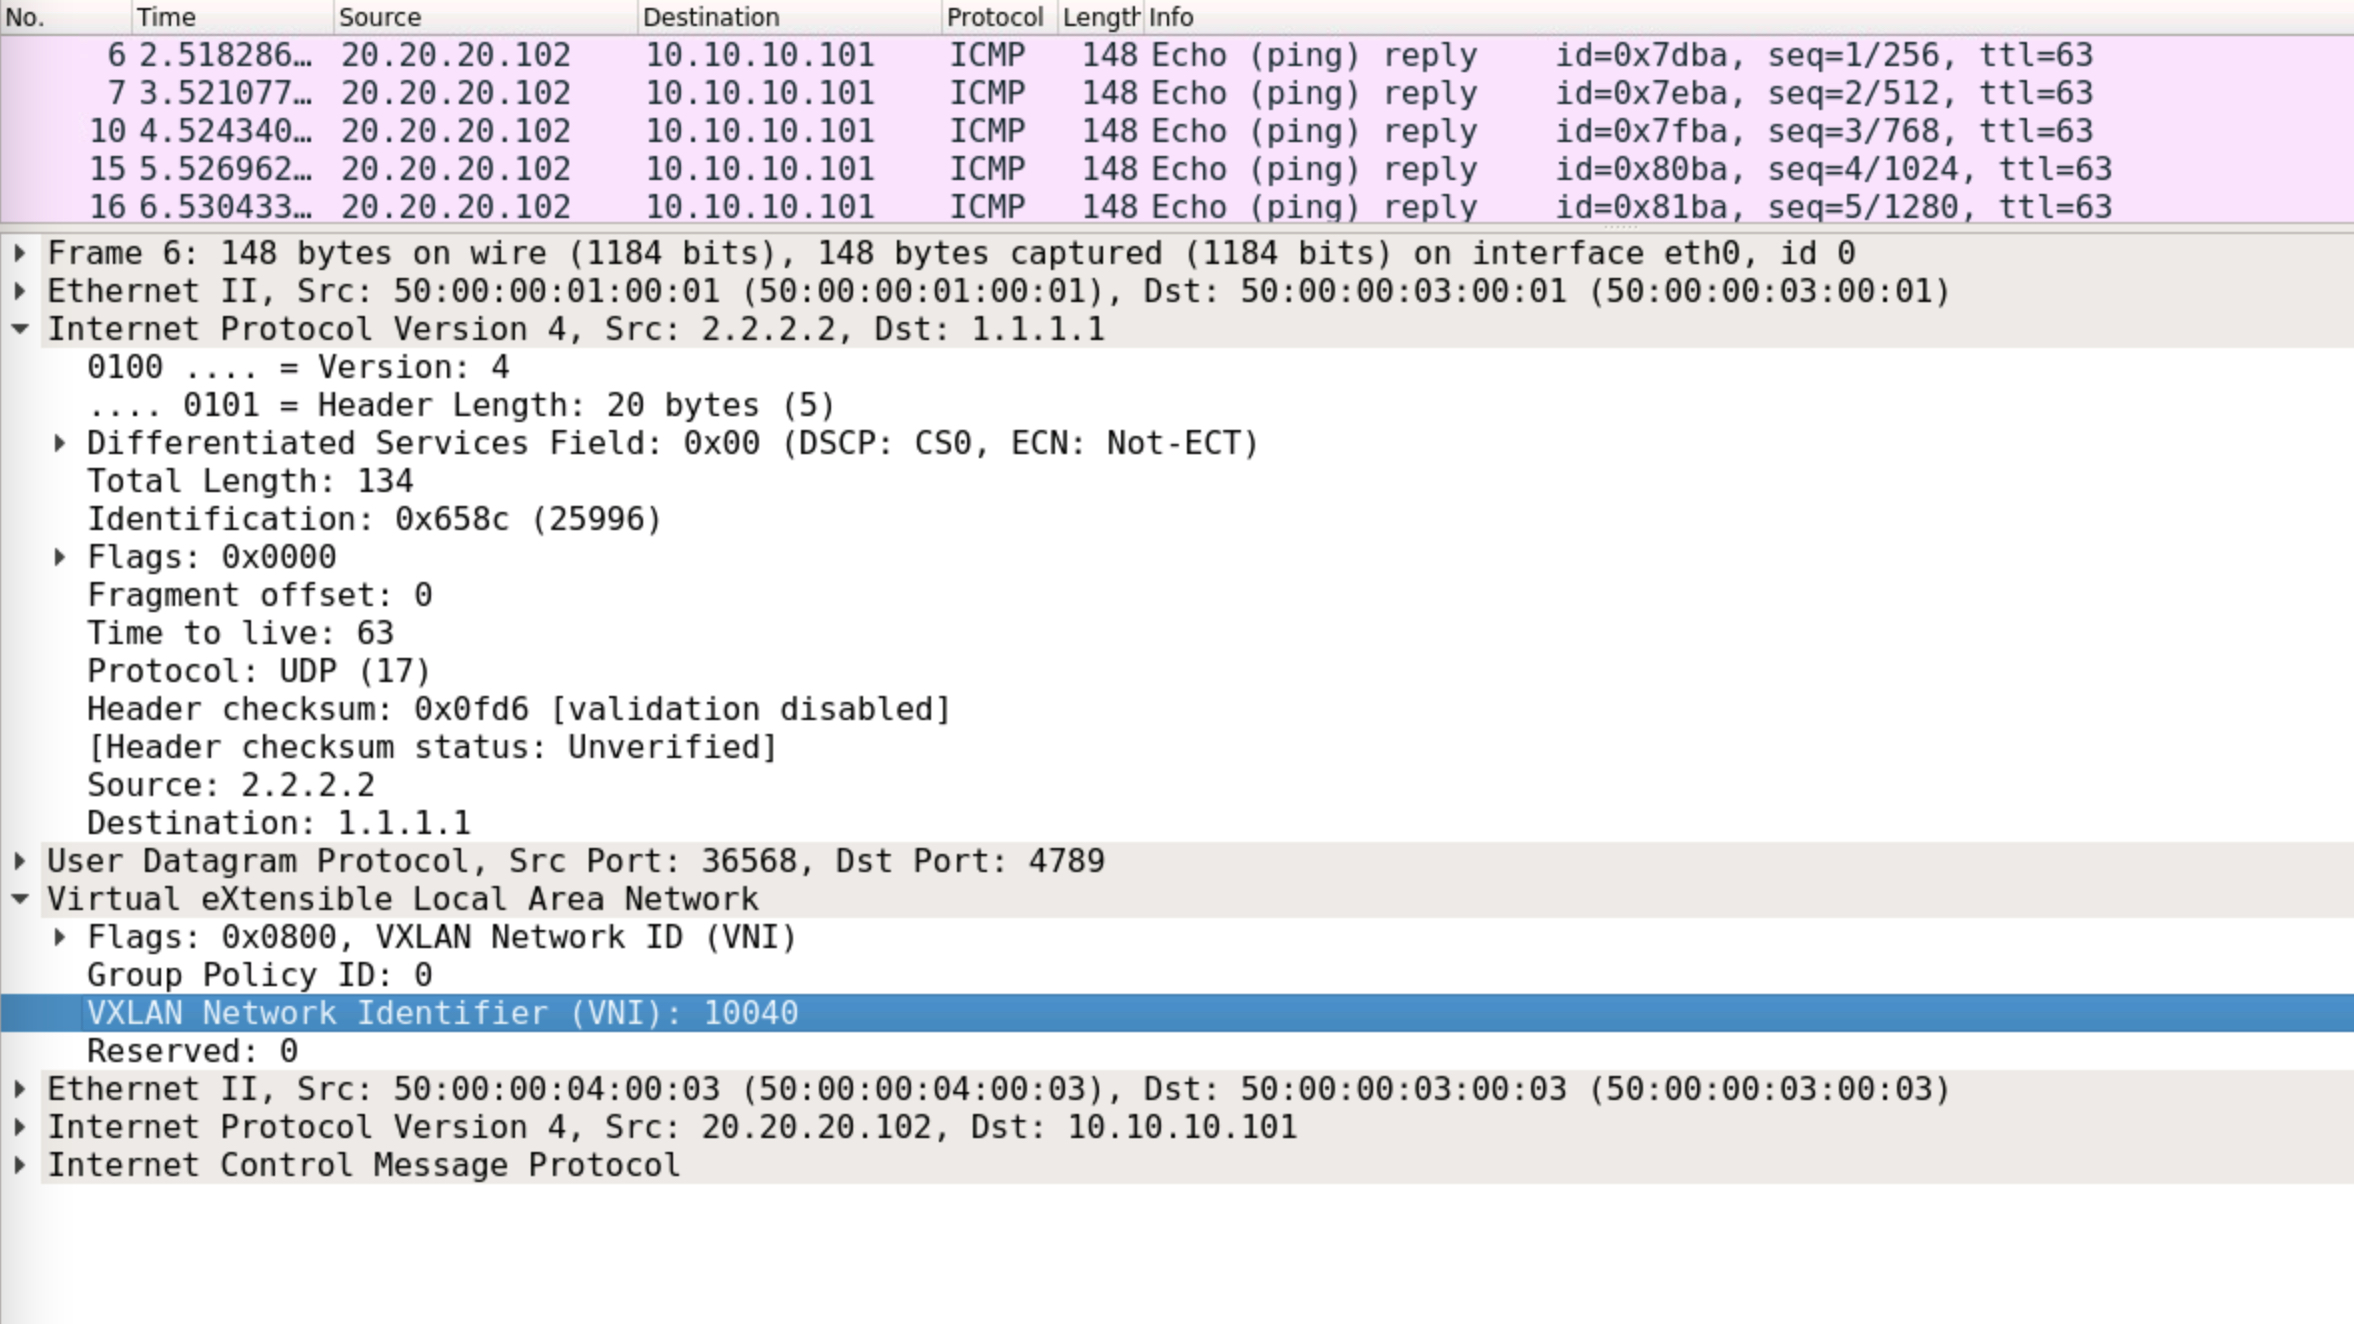 No. Time Source Destination Protocol Length Info
6 2.518286… 20.20.20.102 10.10.10.101 ICMP 148 Echo (ping) reply id=0x7dba, seq=1/256, ttl=63
7 3.521077… 20.20.20.102 10.10.10.101 ICMP 148 Echo (ping) reply id=0x7eba, seq=2/512, ttl=63
10 4.524340… 20.20.20.102 10.10.10.101 ICMP 148 Echo (ping) reply id=0x7fba, seq=3/768, ttl=63
15 5.526962… 20.20.20.102 10.10.10.101 ICMP 148 Echo (ping) reply id=0x80ba, seq=4/1024, ttl=63
16 6.530433… 20.20.20.102 10.10.10.101 ICMP 148 Echo (ping) reply id=0x81ba, seq=5/1280, ttl=63
Frame 6: 148 bytes on wire (1184 bits), 148 bytes captured (1184 bits) on interface eth0, id 0
Ethernet II, Src: 50:00:00:01:00:01 (50:00:00:01:00:01), Dst: 50:00:00:03:00:01 (50:00:00:03:00:01)
Internet Protocol Version 4, Src: 2.2.2.2, Dst: 1.1.1.1
0100 .... = Version: 4
.... 0101 = Header Length: 20 bytes (5)
Differentiated Services Field: 0x00 (DSCP: CS0, ECN: Not-ECT)
Total Length: 134
Identification: 0x658c (25996)
Flags: 0x0000
Fragment offset: 0
Time to live: 63
Protocol: UDP (17)
Header checksum: 0x0fd6 [validation disabled]
[Header checksum status: Unverified]
Source: 2.2.2.2
Destination: 1.1.1.1
User Datagram Protocol, Src Port: 36568, Dst Port: 4789
Virtual eXtensible Local Area Network
Flags: 0x0800, VXLAN Network ID (VNI)
Group Policy ID: 0
VXLAN Network Identifier (VNI): 10040
Reserved: 0
Ethernet II, Src: 50:00:00:04:00:03 (50:00:00:04:00:03), Dst: 50:00:00:03:00:03 (50:00:00:03:00:03)
Internet Protocol Version 4, Src: 20.20.20.102, Dst: 10.10.10.101
Internet Control Message Protocol